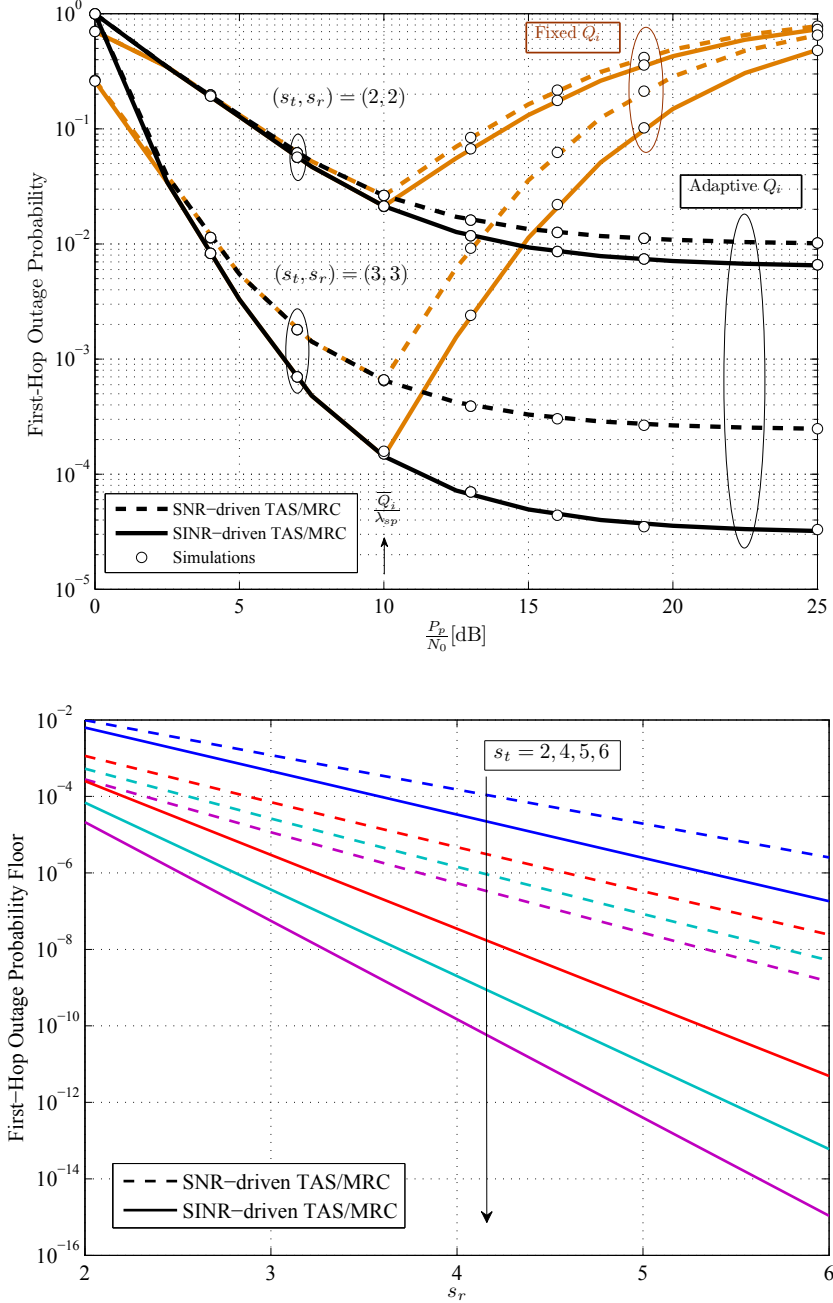 10^0
10^-1
10^-2
10^-3
10^-4
10^-5
First-Hop Outage Probability
Fixed Q_i
(s_t, s_r) = (2, 2)
Adaptive Q_i
(s_t, s_r) = (3, 3)
SNR−driven TAS/MRC
SINR−driven TAS/MRC
Simulations
Q̅_i
λ_sp
0 5 10 15 20 25
P_p/N_0 [dB]
10^−2
10^−4
10^−6
10^−8
10^−10
10^−12
10^−14
10^−16
First−Hop Outage Probability Floor
s_t = 2, 4, 5, 6
SNR−driven TAS/MRC
SINR−driven TAS/MRC
2 3 4 5 6
s_r